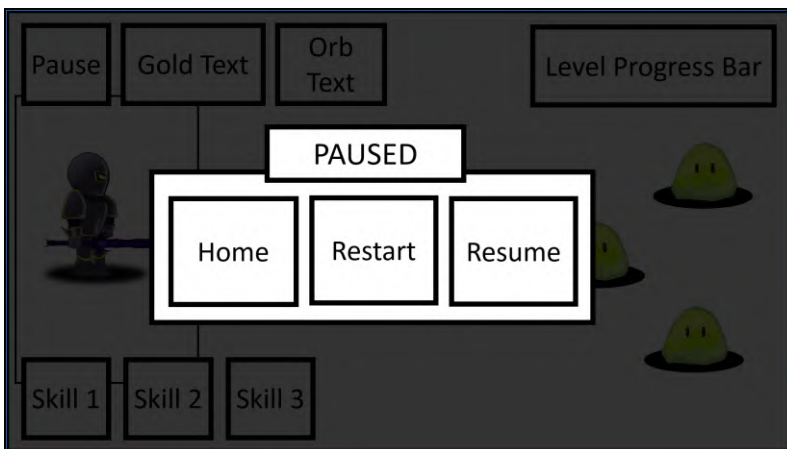 Pause
Gold Text
Orb
Text
Level Progress Bar
PAUSED
Home
Restart
Resume
Skill 1
Skill 2
Skill 3